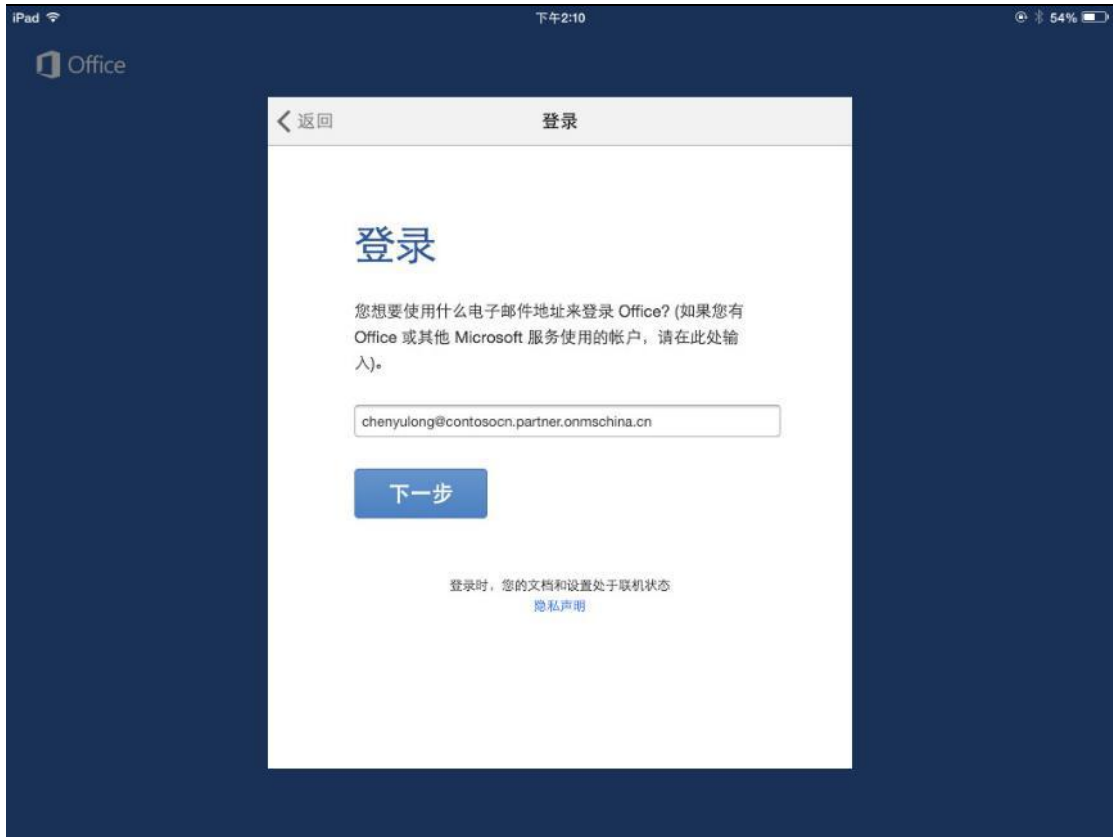 iPad 下午2:10 54%
Office
返回 登录
登录
您想要使用什么电子邮件地址来登录 Office? (如果您有
Office 或其他 Microsoft 服务使用的帐户，请在此处输
入)。
chenyulong@contosocn.partner.onmschina.cn
下一步
登录时，您的文档和设置处于联机状态
隐私声明